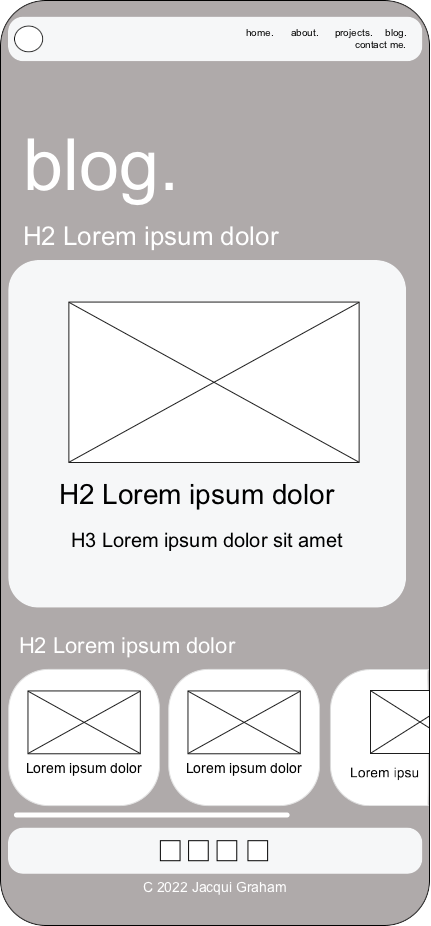 home. about. projects. blog.
contact me.
blog.
H2 Lorem ipsum dolor
H2 Lorem ipsum dolor
H3 Lorem ipsum dolor sit amet
H2 Lorem ipsum dolor
Lorem ipsum dolor
Lorem ipsum dolor
Lorem ipsu
C 2022 Jacqui Graham